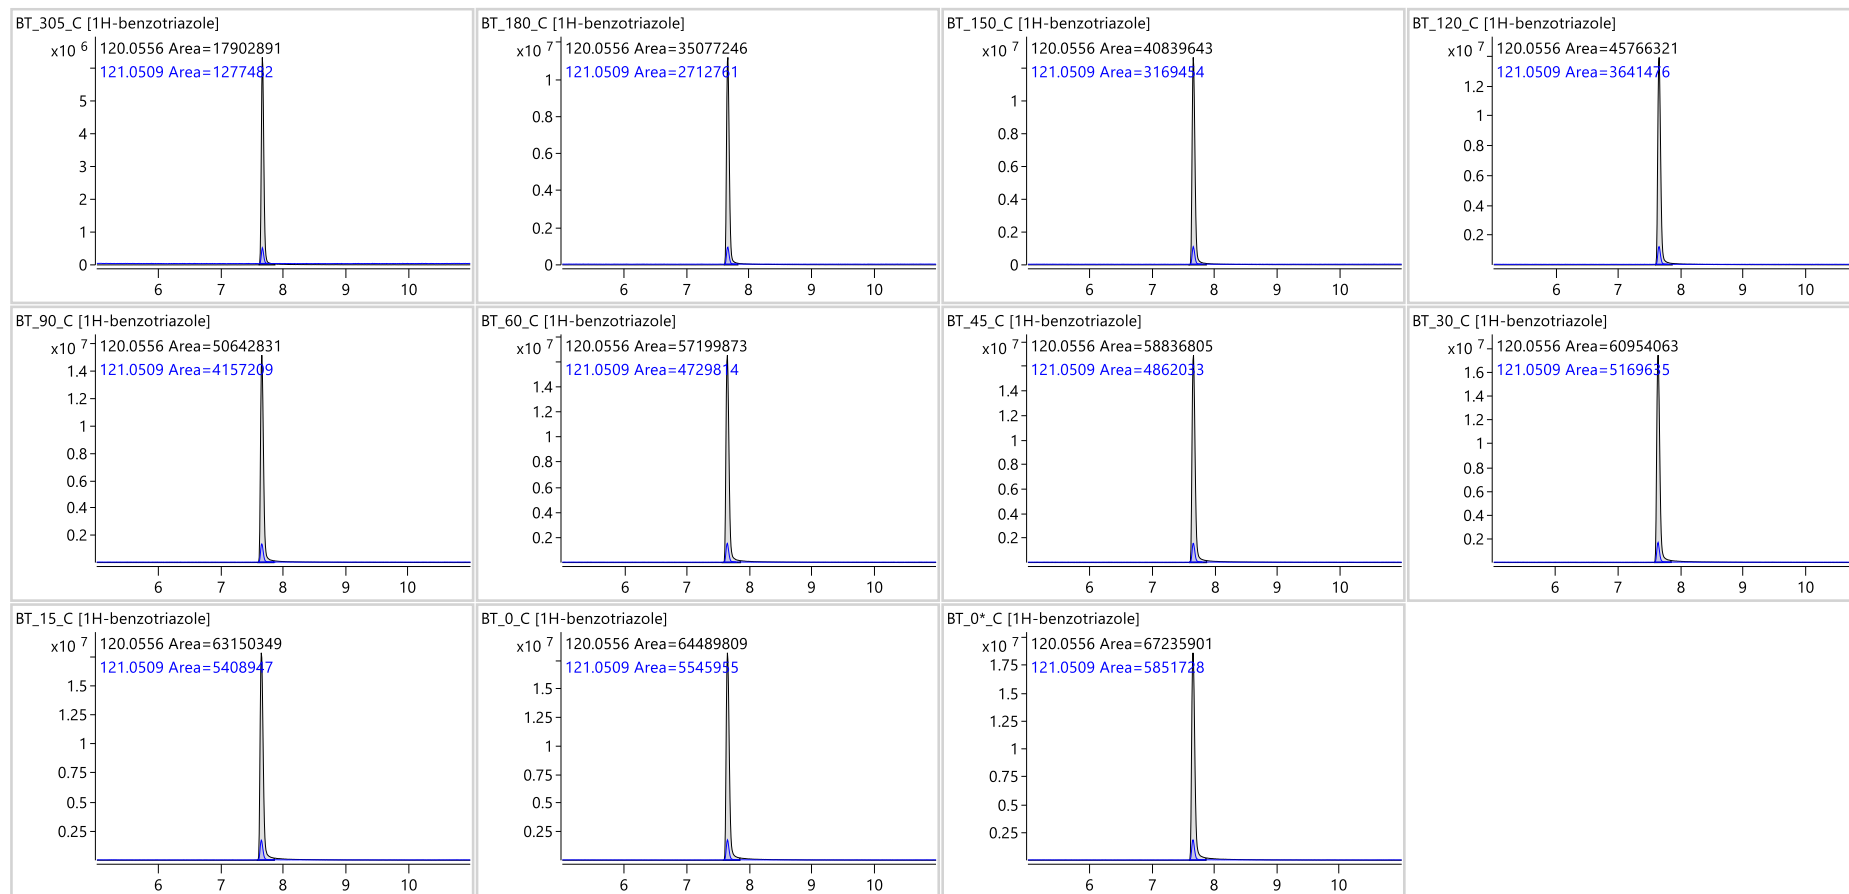 BT_305_C [1H-benzotriazole]
x10 6
120.0556 Area=17902891
121.0509 Area=1277482
5
4
3
2
1
0
6 7 8 9 10
BT_180_C [1H-benzotriazole]
x10 7
120.0556 Area=35077246
121.0509 Area=2712761
1
0.8
0.6
0.4
0.2
0
6 7 8 9 10
BT_150_C [1H-benzotriazole]
x10 7
120.0556 Area=40839643
121.0509 Area=3169454
1
0.8
0.6
0.4
0.2
0
6 7 8 9 10
BT_120_C [1H-benzotriazole]
x10 7
120.0556 Area=45766321
121.0509 Area=3641476
1.2
1
0.8
0.6
0.4
0.2
6 7 8 9 10
BT_90_C [1H-benzotriazole]
x10 7
120.0556 Area=50642831
121.0509 Area=4157209
1.4
1.2
1
0.8
0.6
0.4
0.2
6 7 8 9 10
BT_60_C [1H-benzotriazole]
x10 7
120.0556 Area=57199873
121.0509 Area=4729814
1.4
1.2
1
0.8
0.6
0.4
0.2
6 7 8 9 10
BT_45_C [1H-benzotriazole]
x10 7
120.0556 Area=58836805
121.0509 Area=4862033
1.4
1.2
1
0.8
0.6
0.4
0.2
6 7 8 9 10
BT_30_C [1H-benzotriazole]
x10 7
120.0556 Area=60954063
121.0509 Area=5169635
1.6
1.4
1.2
1
0.8
0.6
0.4
0.2
6 7 8 9 10
BT_15_C [1H-benzotriazole]
x10 7
120.0556 Area=63150349
121.0509 Area=5408947
1.5
1.25
1
0.75
0.5
0.25
6 7 8 9 10
BT_0_C [1H-benzotriazole]
x10 7
120.0556 Area=64489809
121.0509 Area=5545955
1.5
1.25
1
0.75
0.5
0.25
6 7 8 9 10
BT_0*_C [1H-benzotriazole]
x10 7
120.0556 Area=67235901
121.0509 Area=5851728
1.75
1.5
1.25
1
0.75
0.5
0.25
6 7 8 9 10